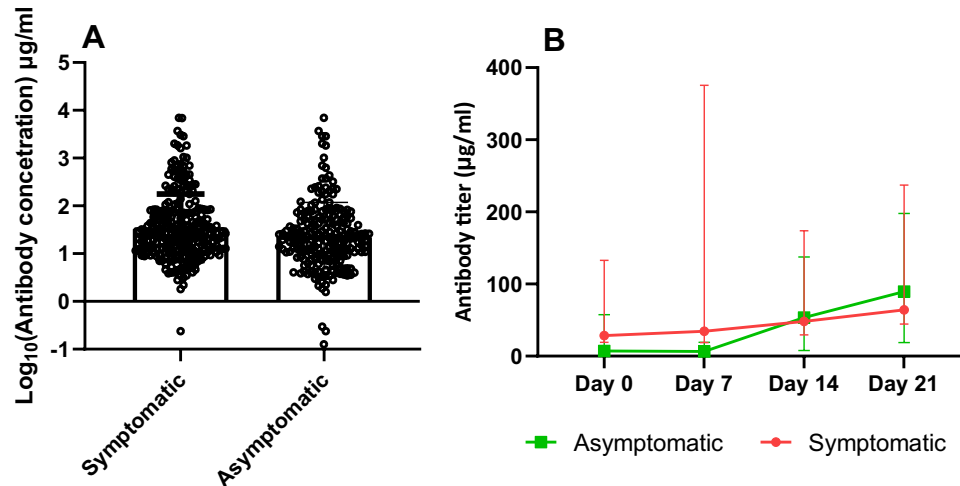 A
Log₁₀(Antibody concetration) µg/ml
5
4
3
2
1
0
-1
Symptomatic
Asymptomatic
B
Antibody titer (µg/ml)
400
300
200
100
0
Day 0 Day 7 Day 14 Day 21
Asymptomatic Symptomatic